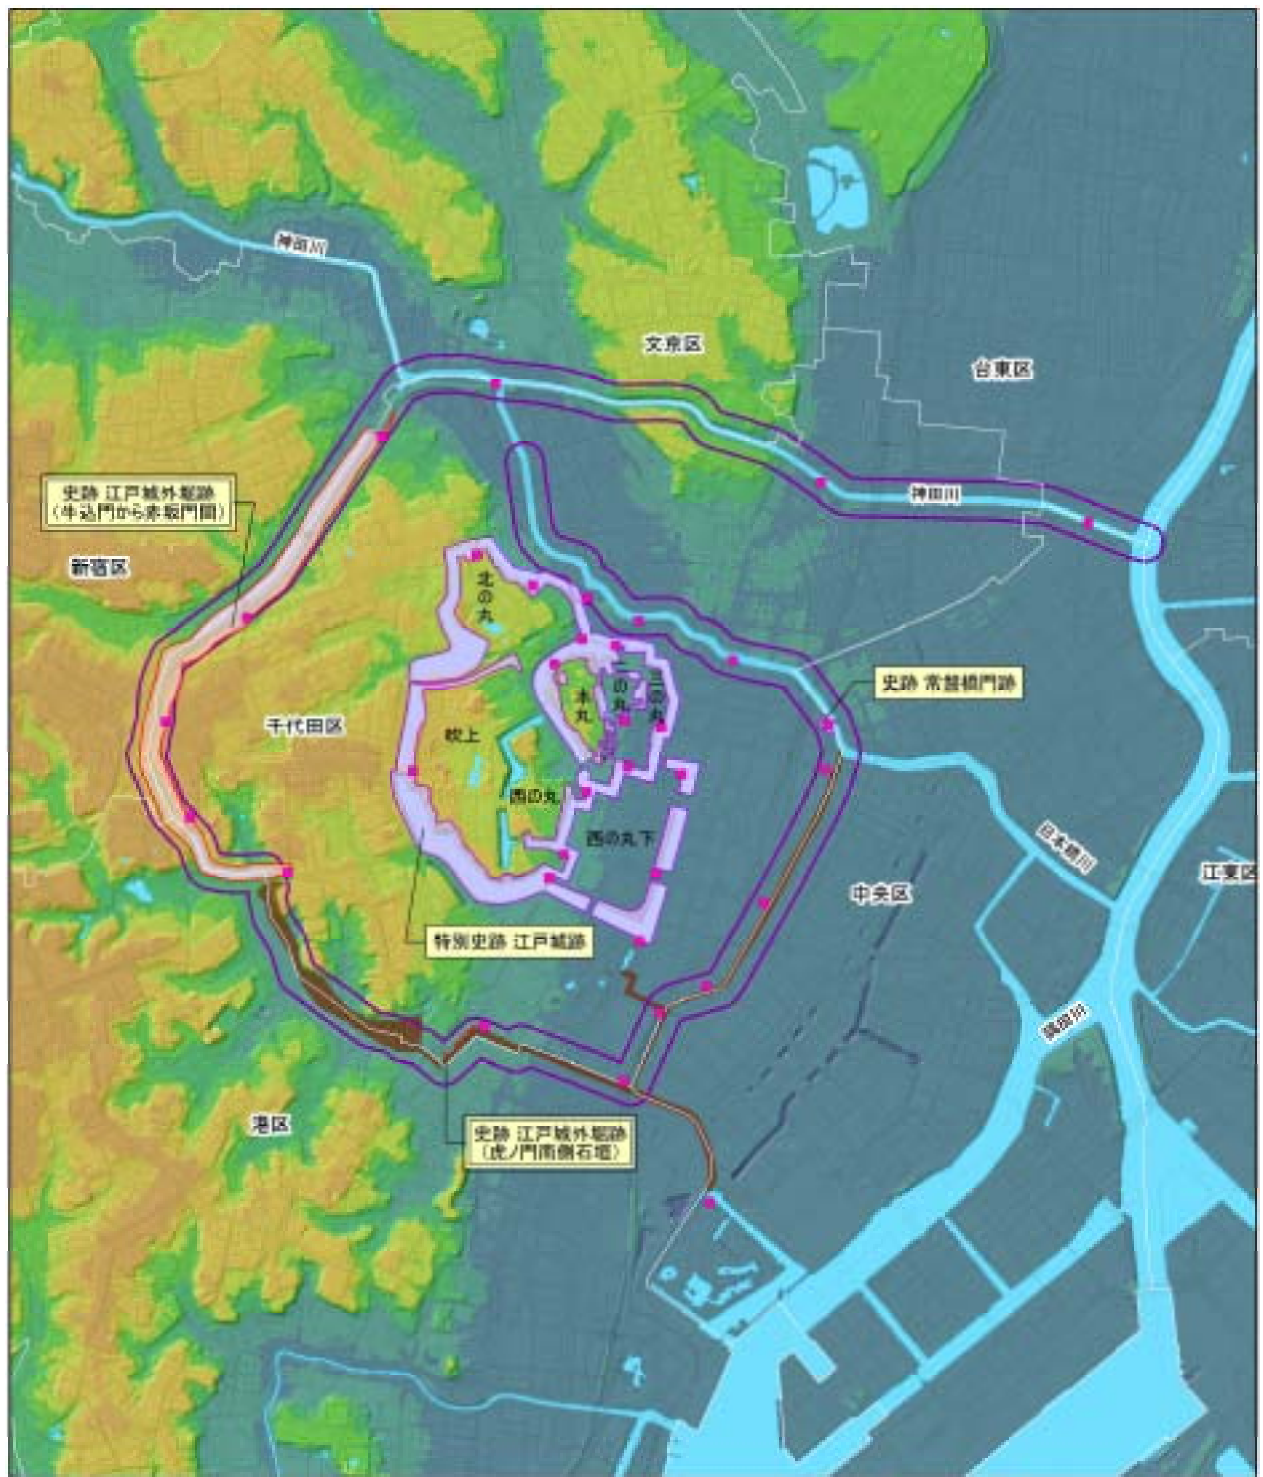 神田川
文京区
台東区
史跡 江戸城外堀跡
（牛込門から赤坂門間）
神田川
新宿区
北の丸
史跡 常盤橋門跡
千代田区
本丸
二の丸
三の丸
吹上
西の丸
西の丸下
日本橋川
中央区
江東区
特別史跡 江戸城跡
隅田川
港区
史跡 江戸城外堀跡
（虎ノ門南側石垣）